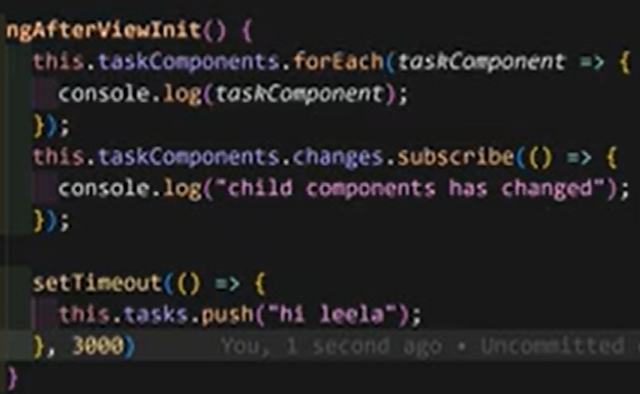 ngAfterViewInit() {
this.taskComponents.forEach(taskComponent => {
console.log(taskComponent);
});
this.taskComponents.changes.subscribe(() => {
console.log("child components has changed");
});
setTimeout(() => {
this.tasks.push("hi leela");
}, 3000) You, 1 second ago • Uncommitted
}